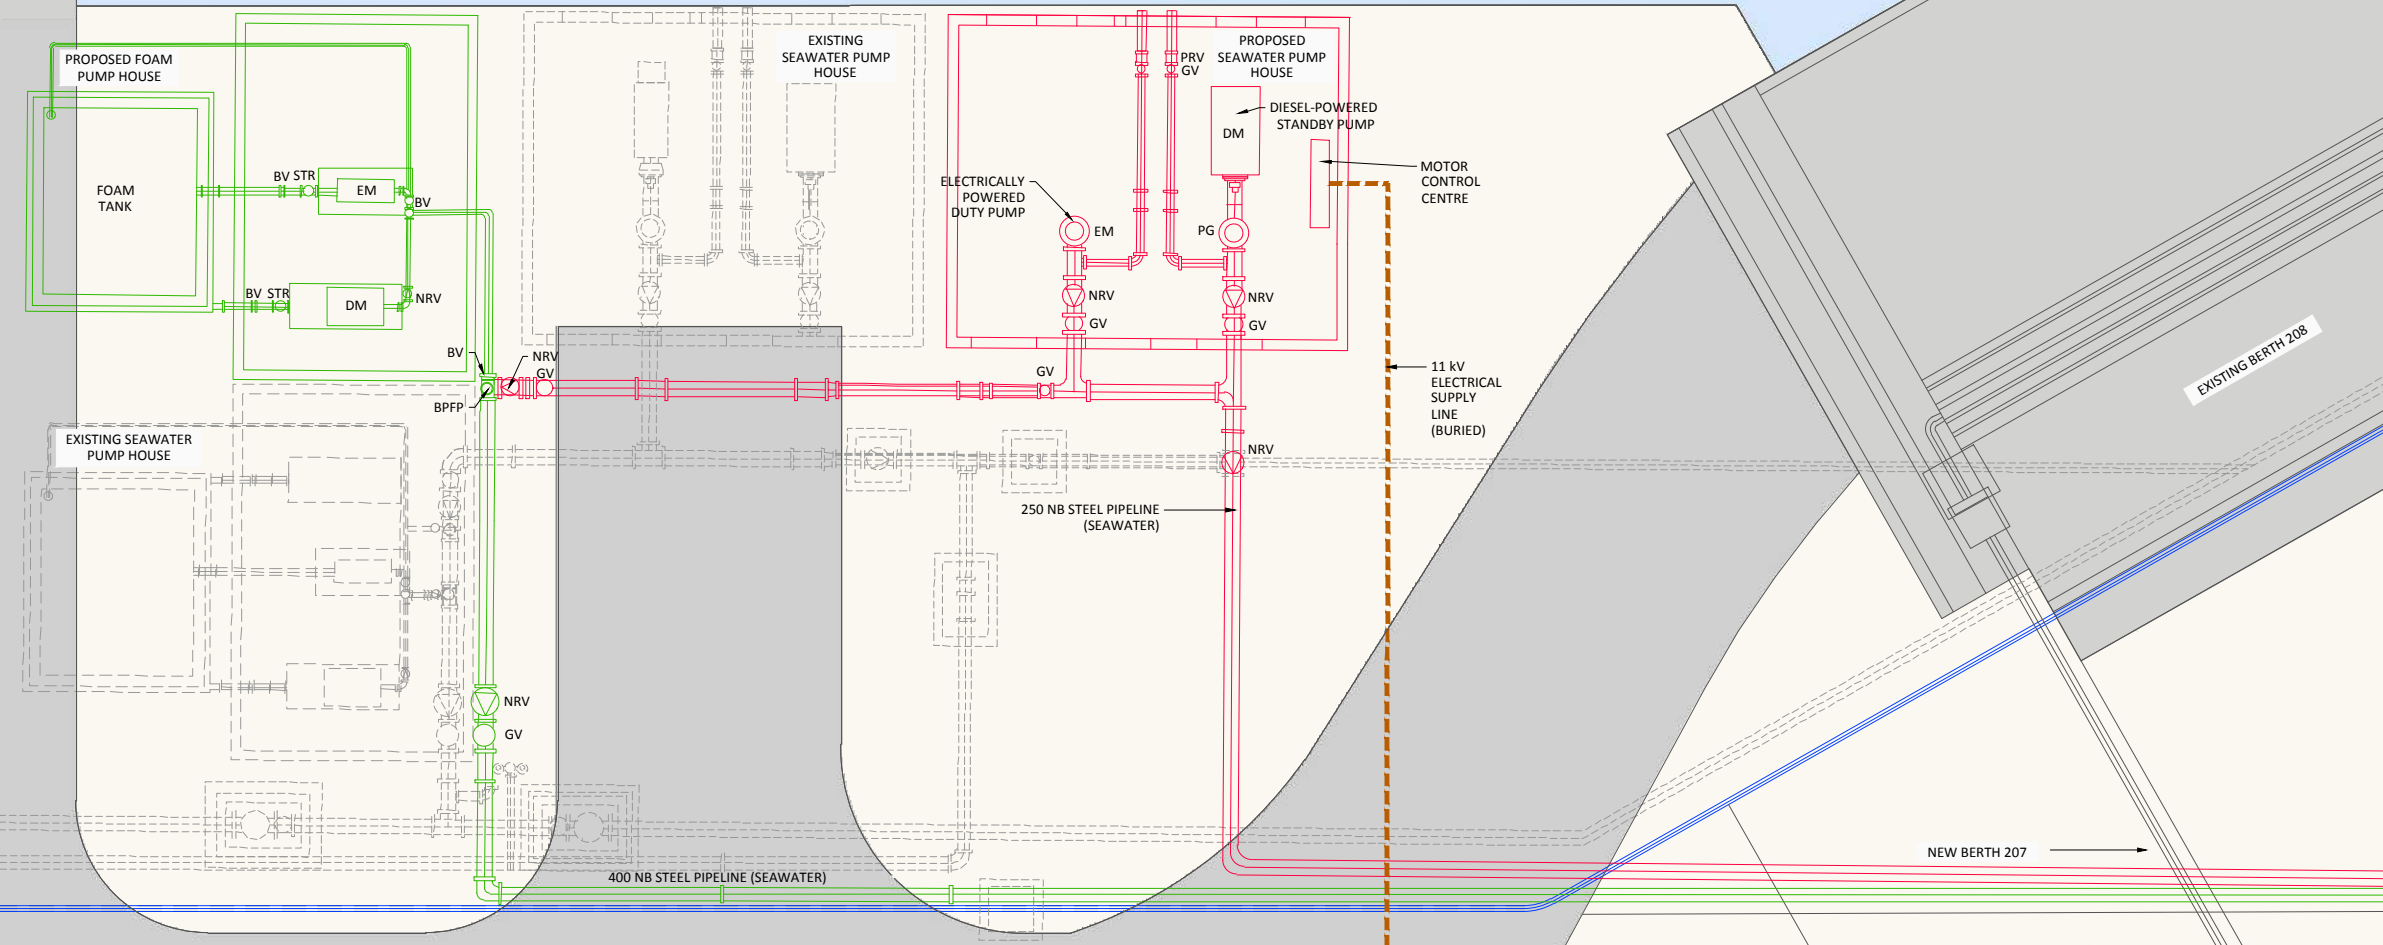 PROPOSED FOAM
PUMP HOUSE
EXISTING
SEAWATER PUMP
HOUSE
PROPOSED
SEAWATER PUMP
HOUSE
PRV
GV
DIESEL-POWERED
STANDBY PUMP
DM
MOTOR
CONTROL
CENTRE
ELECTRICALLY
POWERED
DUTY PUMP
EM
PG
FOAM
TANK
BV STR
EM
BV
BV STR
DM
NRV
NRV
GV
NRV
GV
BV
NRV
GV
BPFP
GV
11 kV
ELECTRICAL
SUPPLY
LINE
(BURIED)
EXISTING BERTH 208
EXISTING SEAWATER
PUMP HOUSE
NRV
250 NB STEEL PIPELINE
(SEAWATER)
NRV
GV
400 NB STEEL PIPELINE (SEAWATER)
NEW BERTH 207